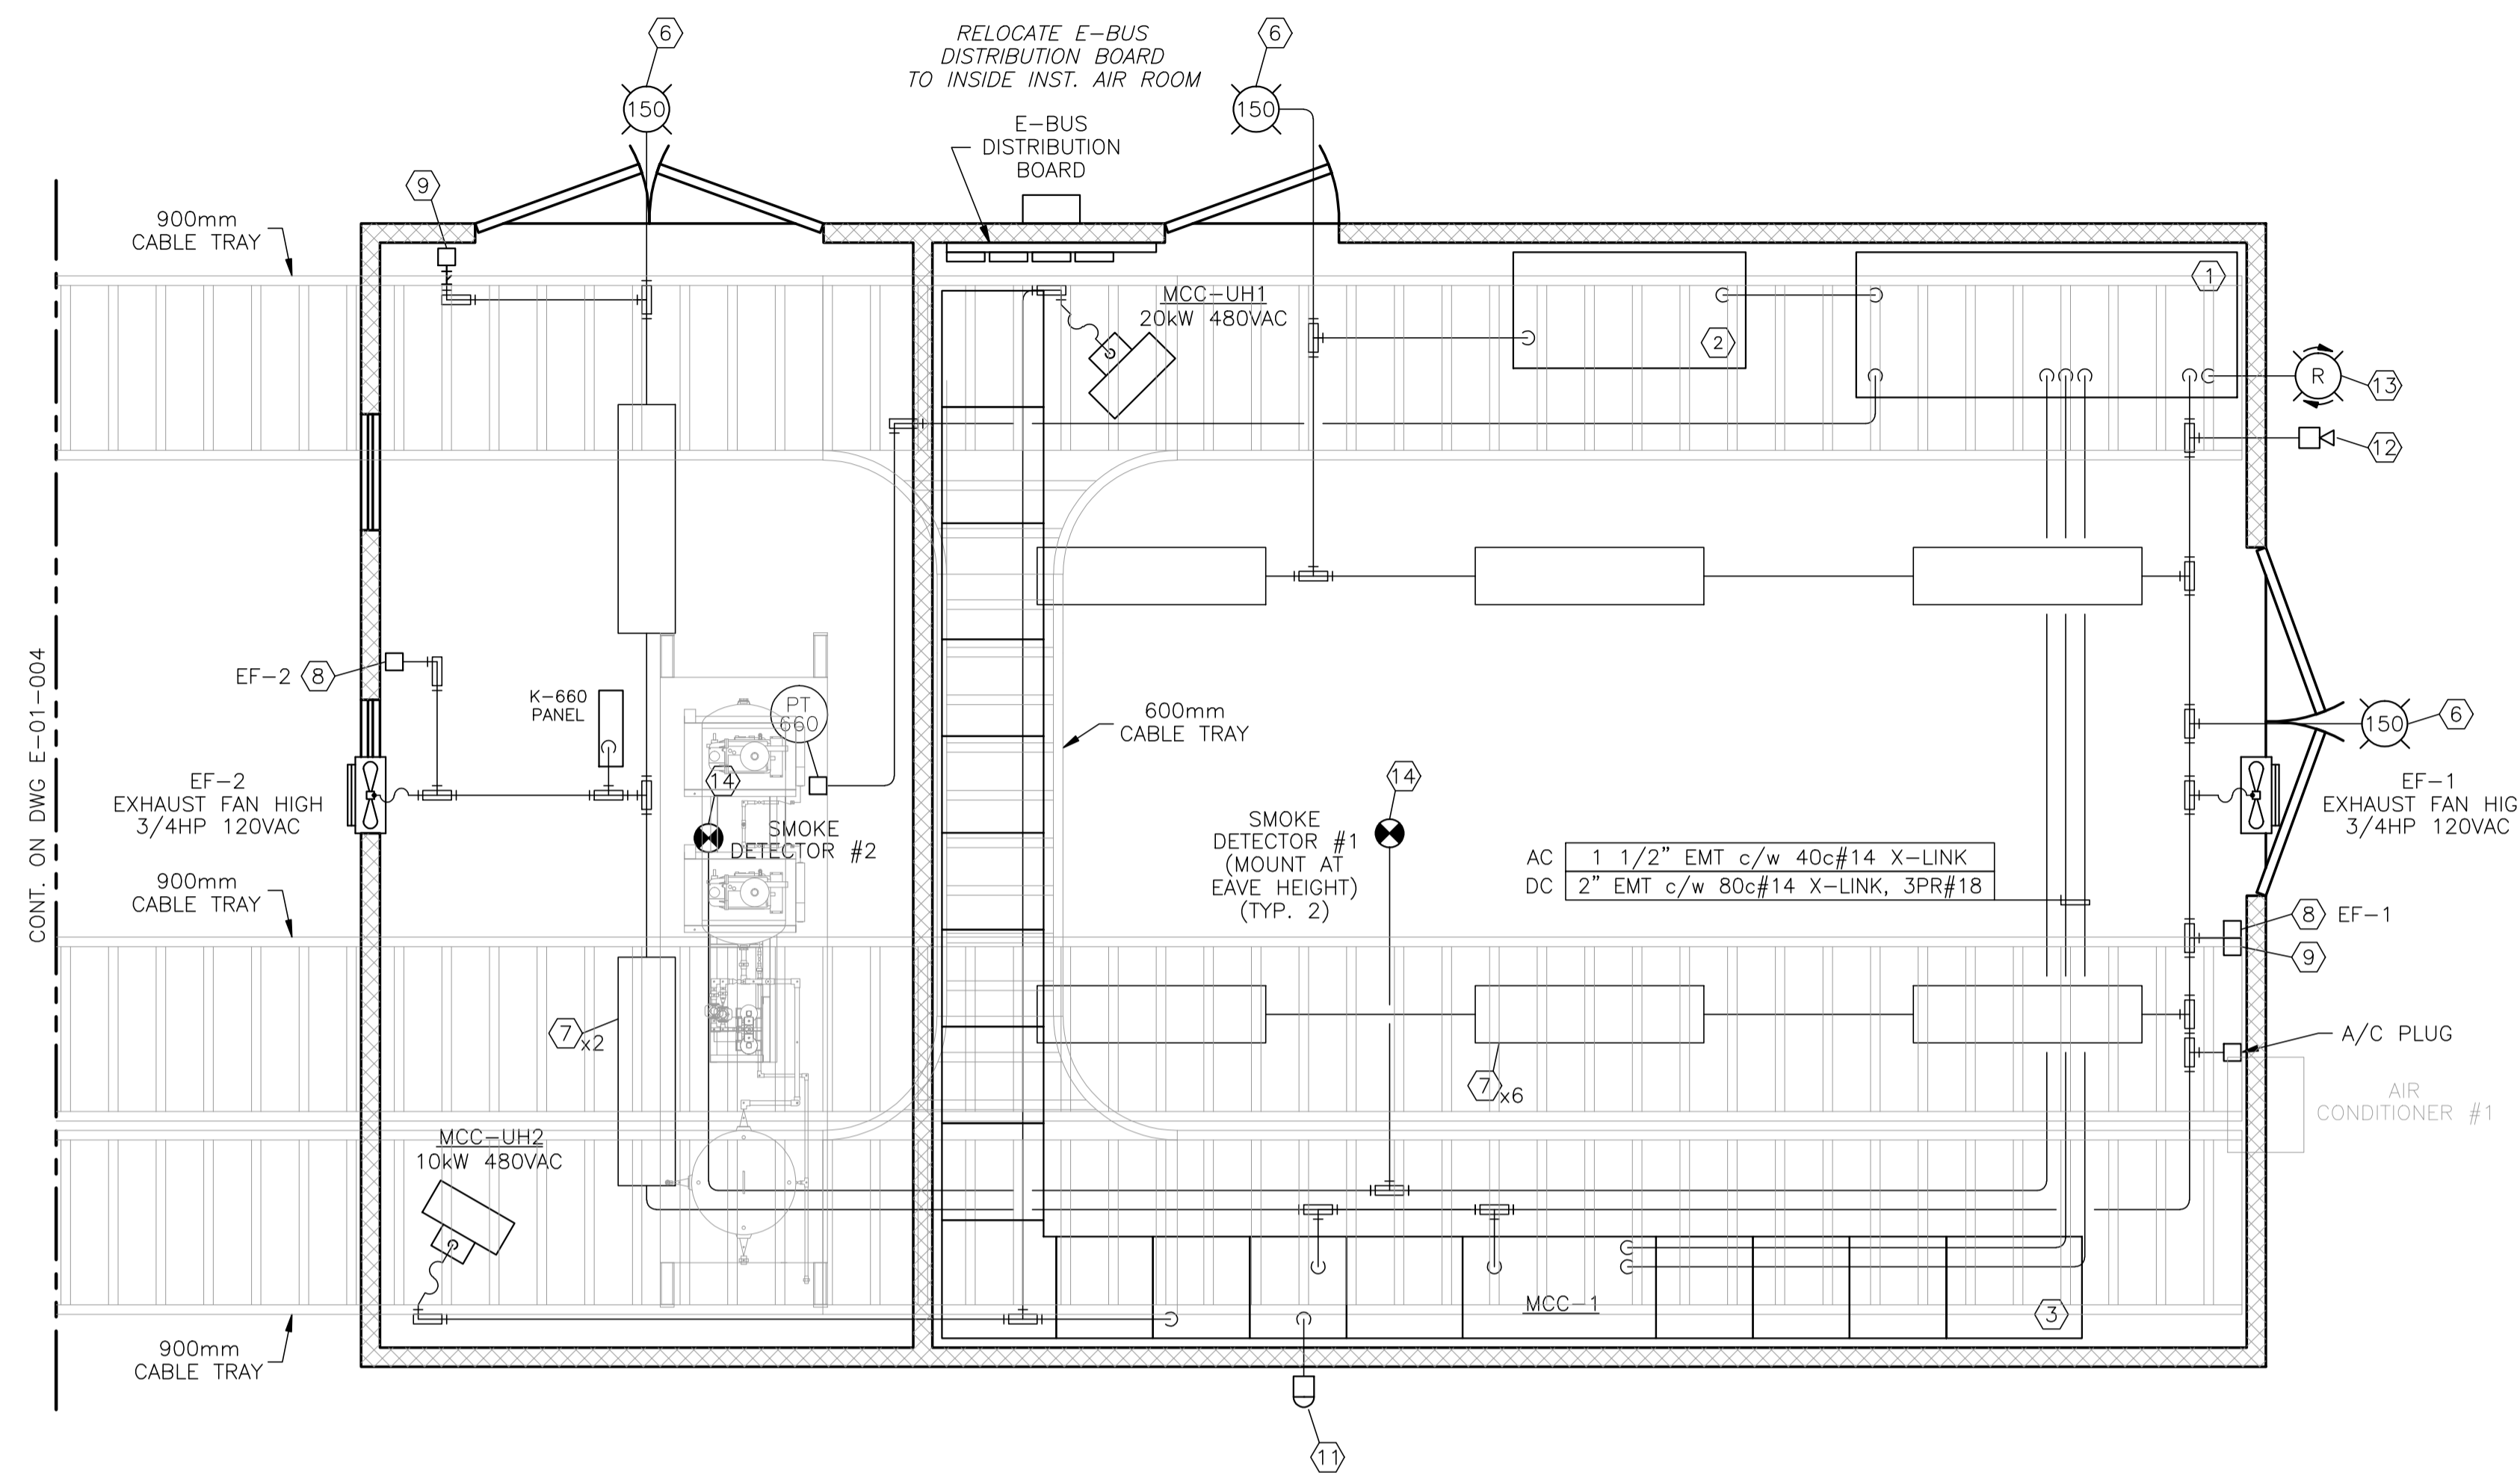 6
6
RELOCATE E-BUS
DISTRIBUTION BOARD
TO INSIDE INST. AIR ROOM
150
150
E-BUS
DISTRIBUTION
BOARD
9
900mm
CABLE TRAY
1
MCC-UH1
20kW 480VAC
2
R
13
12
CONT. ON DWG E-01-004
EF-2
8
K-660
PANEL
PT
660
600mm
CABLE TRAY
150
6
EF-2
EXHAUST FAN HIGH
3/4HP 120VAC
14
SMOKE
DETECTOR #2
14
SMOKE
DETECTOR #1
(MOUNT AT
EAVE HEIGHT)
(TYP. 2)
EF-1
EXHAUST FAN HIG
3/4HP 120VAC
AC 1 1/2" EMT c/w 40c#14 X-LINK
DC 2" EMT c/w 80c#14 X-LINK, 3PR#18
900mm
CABLE TRAY
8 EF-1
9
7 x2
7 x6
A/C PLUG
AIR
CONDITIONER #1
MCC-UH2
10kW 480VAC
MCC-1
3
900mm
CABLE TRAY
11